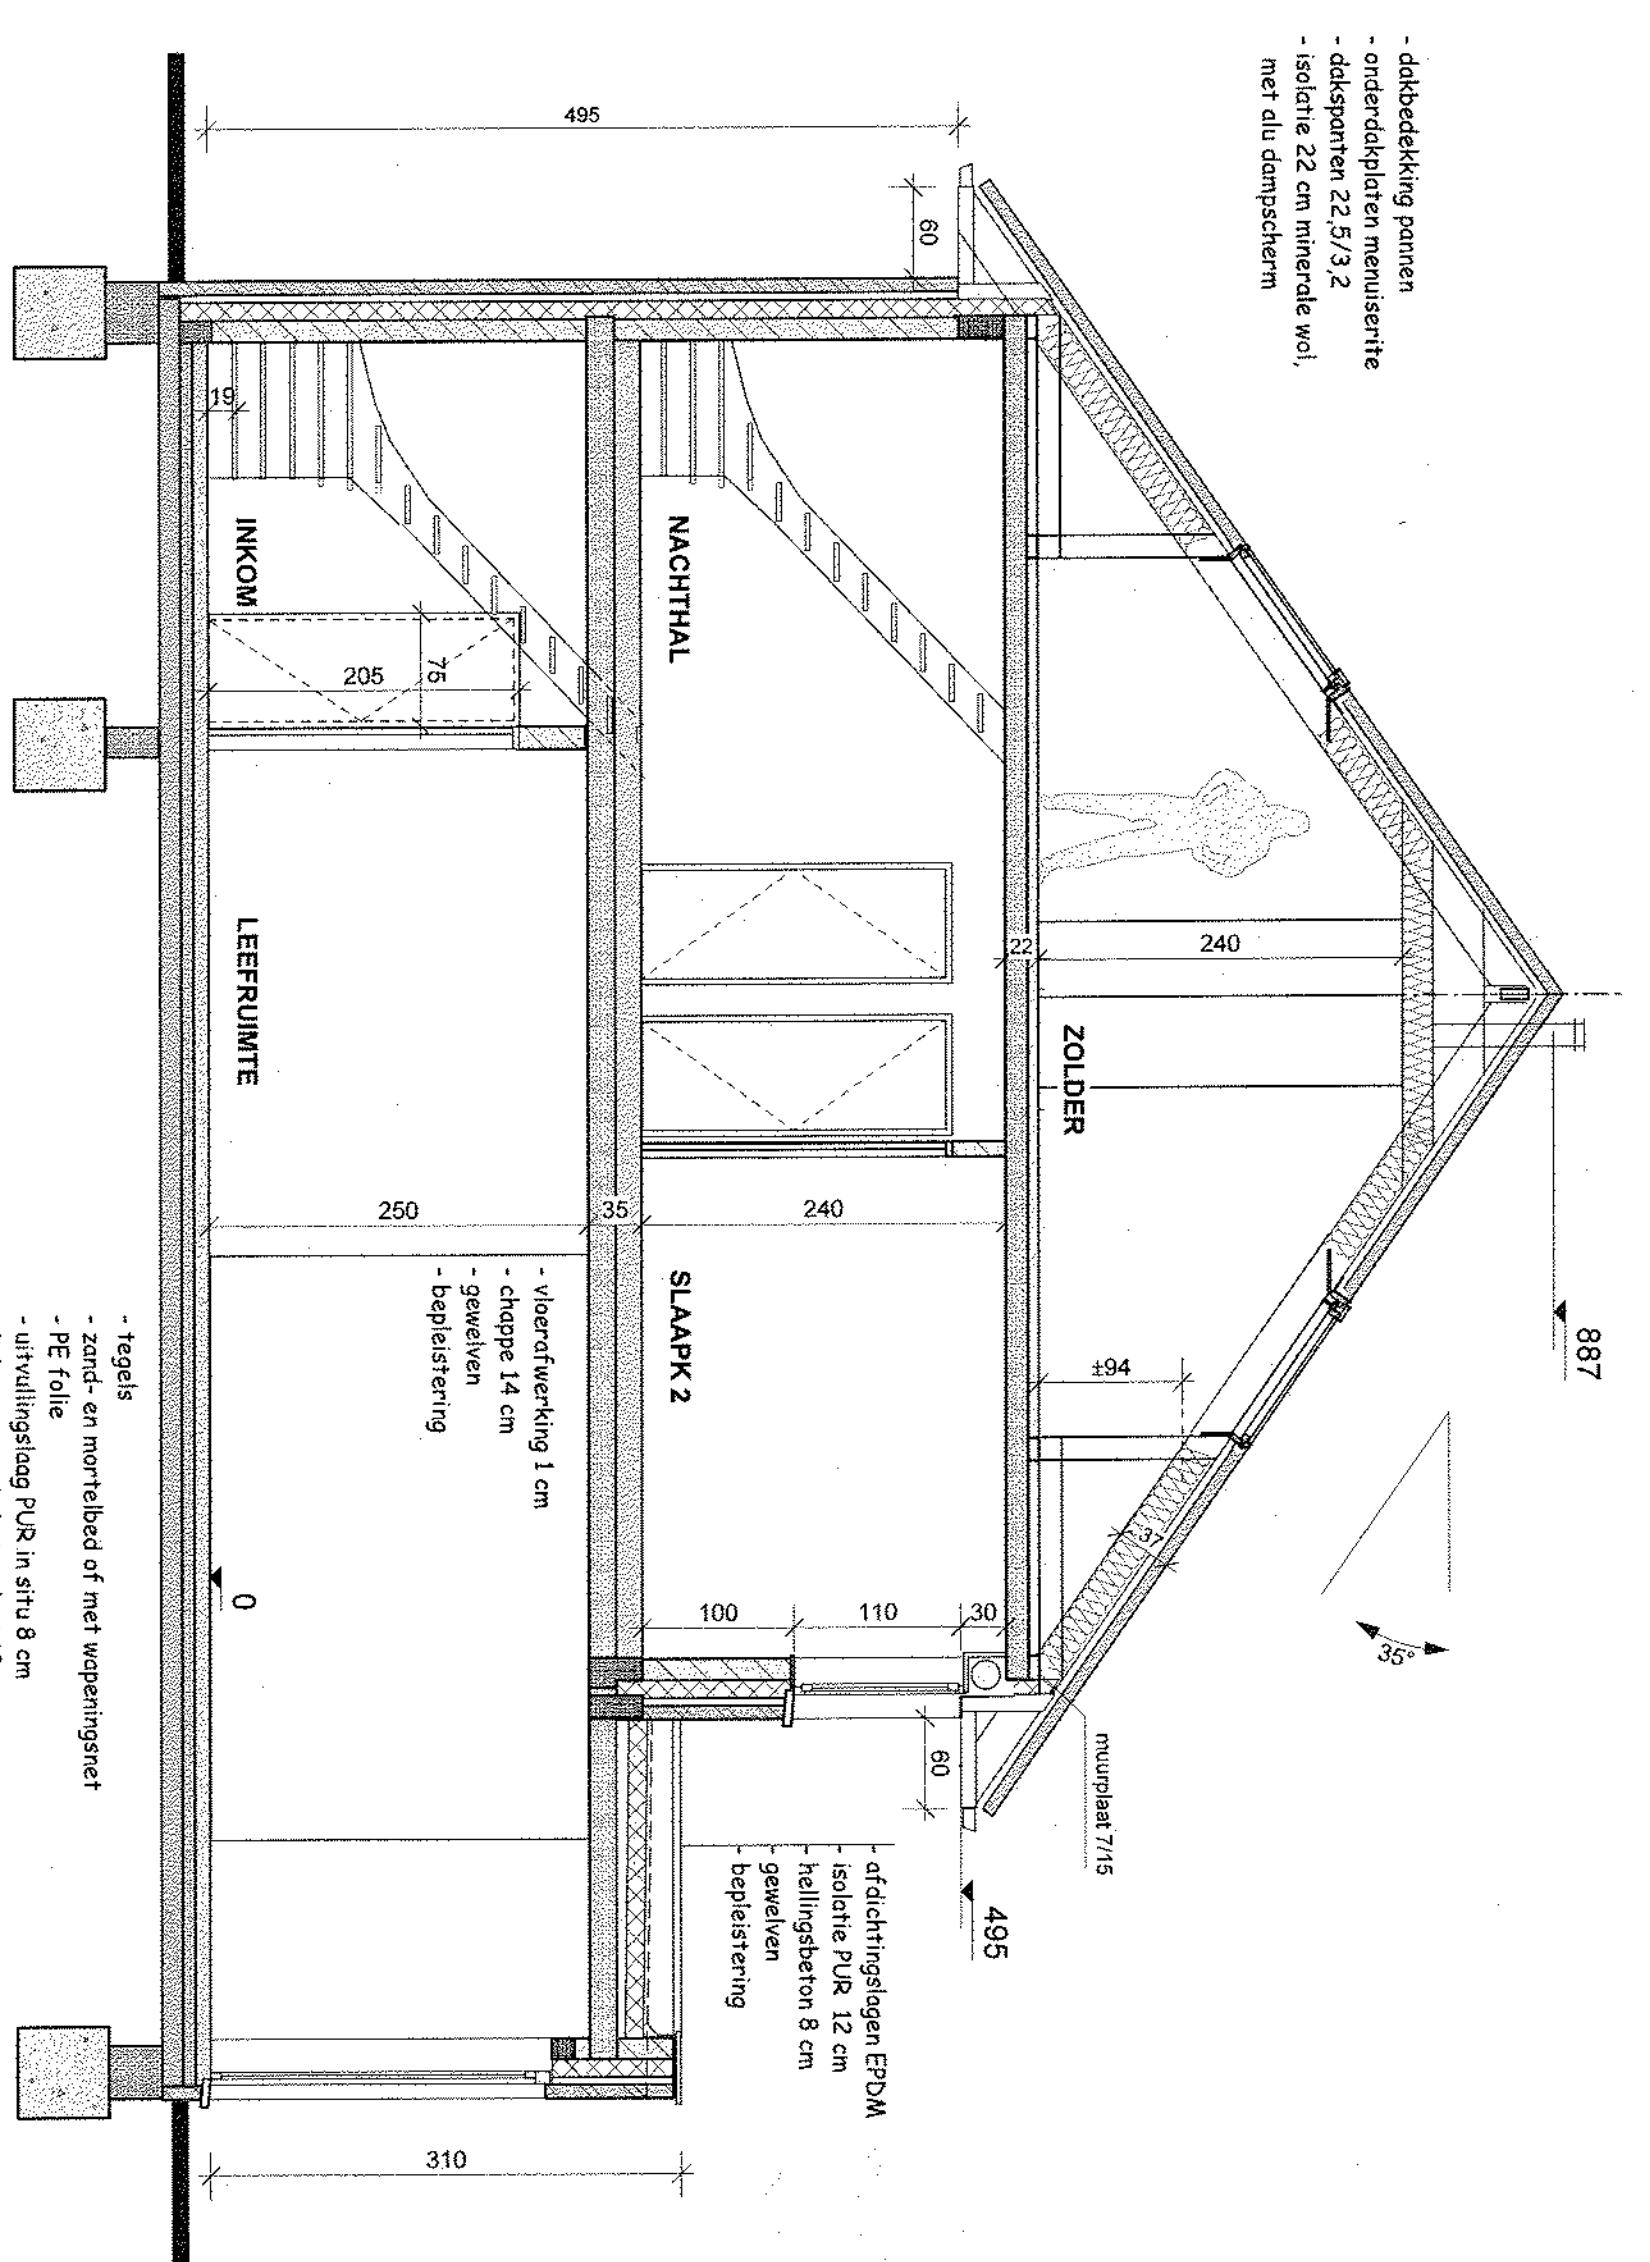 - dakbedekking pannen
- onderdakplaten menuiserite
- dakspanten 22,5/3,2
- isolatie 22 cm minerale wol,
met alu dampscherm
887
35°
495
60
37
±94
ZOLDER
240
22
muurplaat 7/15
495
60
30
110
100
NACHTHAL
SLAAPK 2
240
35
- afdichtingslagen EPDM
- isolatie PUR 12 cm
- hellingsbeton 8 cm
- gewelven
- bepleistering
- vloerafwerking 1 cm
- chappe 14 cm
- gewelven
- bepleistering
19
INKOM
75
205
LEEFRUIMTE
250
0
310
- tegels
- zand- en mortelbed of met wapeningsnet
- PE folie
- uitvullingslaag PUR in situ 8 cm